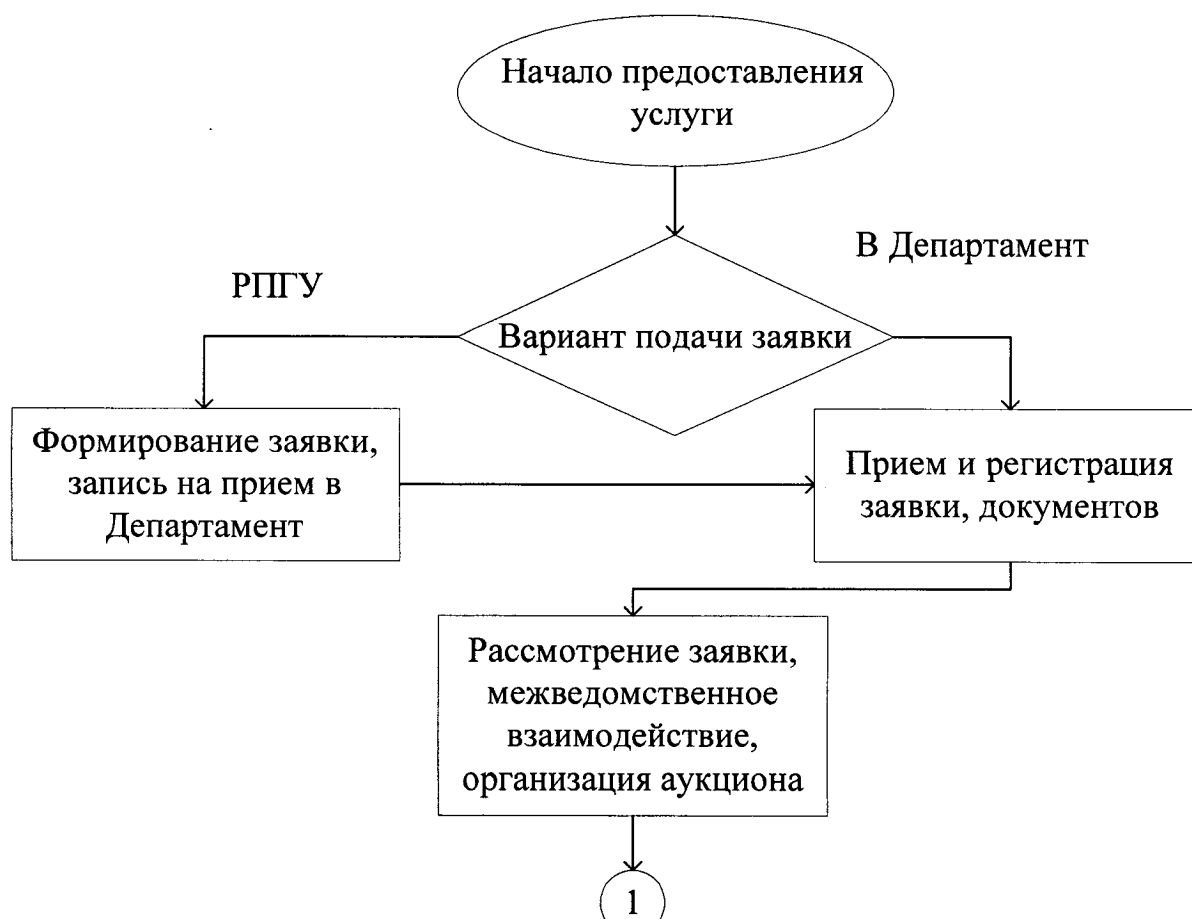 Начало предоставления
услуги
В Департамент
РПГУ
Вариант подачи заявки
Формирование заявки,
запись на прием в
Департамент
Прием и регистрация
заявки, документов
Рассмотрение заявки,
межведомственное
взаимодействие,
организация аукциона
1